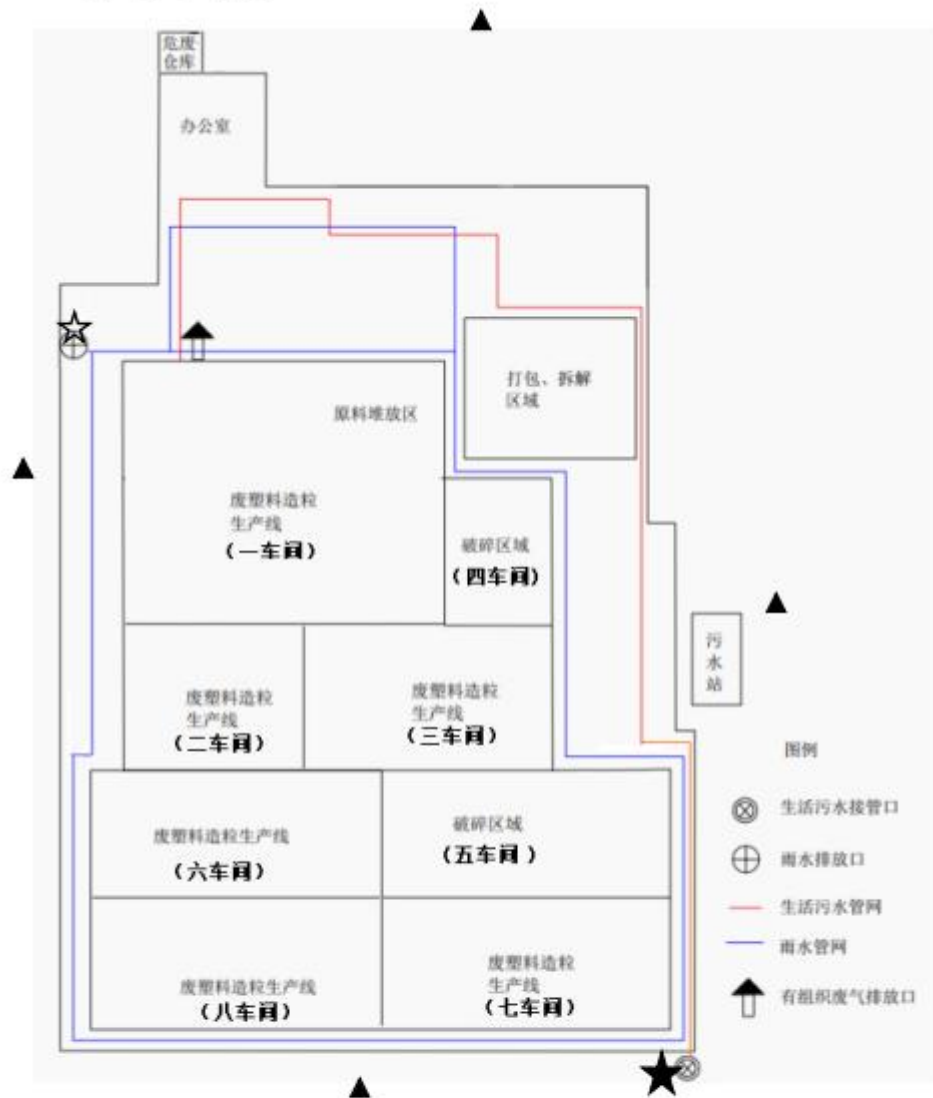 危废
仓库
办公室
打包、拆解
区域
原料堆放区
废塑料造粒
生产线
(一车间)
破碎区域
(四车间)
污
水
站
废塑料造粒
生产线
(二车间)
废塑料造粒
生产线
(三车间)
图例
生活污水接管口
雨水排放口
生活污水管网
雨水管网
有组织废气排放口
废塑料造粒生产线
(六车间)
破碎区域
(五车间)
废塑料造粒生产线
(八车间)
废塑料造粒
生产线
(七车间)